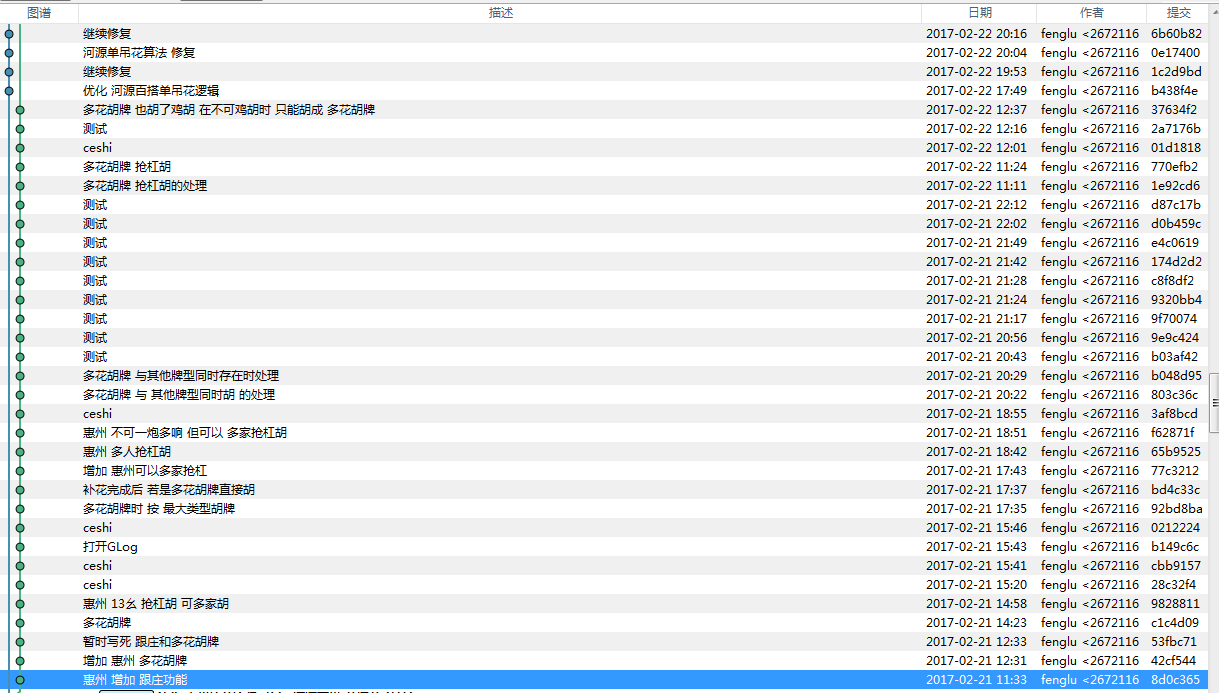 图谱 描述 日期 作者 提交
继续修复 2017-02-22 20:16 fenglu <2672116 6b60b82
河源单吊花算法 修复 2017-02-22 20:04 fenglu <2672116 0e17400
继续修复 2017-02-22 19:53 fenglu <2672116 1c2d9bd
优化 河源百搭单吊花逻辑 2017-02-22 17:49 fenglu <2672116 b438f4e
多花胡牌 也胡了鸡胡 在不可鸡胡时 只能胡成 多花胡牌 2017-02-22 12:37 fenglu <2672116 37634f2
测试 2017-02-22 12:16 fenglu <2672116 2a7176b
ceshi 2017-02-22 12:01 fenglu <2672116 01d1818
多花胡牌 抢杠胡 2017-02-22 11:24 fenglu <2672116 770efb2
多花胡牌 抢杠胡的处理 2017-02-22 11:11 fenglu <2672116 1e92cd6
测试 2017-02-21 22:12 fenglu <2672116 d87c17b
测试 2017-02-21 22:02 fenglu <2672116 d0b459c
测试 2017-02-21 21:49 fenglu <2672116 e4c0619
测试 2017-02-21 21:42 fenglu <2672116 174d2d2
测试 2017-02-21 21:28 fenglu <2672116 c8f8df2
测试 2017-02-21 21:24 fenglu <2672116 9320bb4
测试 2017-02-21 21:17 fenglu <2672116 9f70074
测试 2017-02-21 20:56 fenglu <2672116 9e9c424
测试 2017-02-21 20:43 fenglu <2672116 b03af42
多花胡牌 与其他牌型同时存在时处理 2017-02-21 20:29 fenglu <2672116 b048d95
多花胡牌 与 其他牌型同时胡 的处理 2017-02-21 20:22 fenglu <2672116 803c36c
ceshi 2017-02-21 18:55 fenglu <2672116 3af8bcd
惠州 不可一炮多响 但可以 多家抢杠胡 2017-02-21 18:51 fenglu <2672116 f62871f
惠州 多人抢杠胡 2017-02-21 18:42 fenglu <2672116 65b9525
增加 惠州可以多家抢杠 2017-02-21 17:43 fenglu <2672116 77c3212
补花完成后 若是多花胡牌直接胡 2017-02-21 17:37 fenglu <2672116 bd4c33c
多花胡牌时 按 最大类型胡牌 2017-02-21 17:35 fenglu <2672116 92bd8ba
ceshi 2017-02-21 15:46 fenglu <2672116 0212224
打开GLog 2017-02-21 15:43 fenglu <2672116 b149c6c
ceshi 2017-02-21 15:41 fenglu <2672116 cbb9157
ceshi 2017-02-21 15:20 fenglu <2672116 28c32f4
惠州 13幺 抢杠胡 可多家胡 2017-02-21 14:58 fenglu <2672116 9828811
多花胡牌 2017-02-21 14:23 fenglu <2672116 c1c4d09
暂时写死 跟庄和多花胡牌 2017-02-21 12:33 fenglu <2672116 53fbc71
增加 惠州 多花胡牌 2017-02-21 12:31 fenglu <2672116 42cf544
惠州 增加 跟庄功能 2017-02-21 11:33 fenglu <2672116 8d0c365